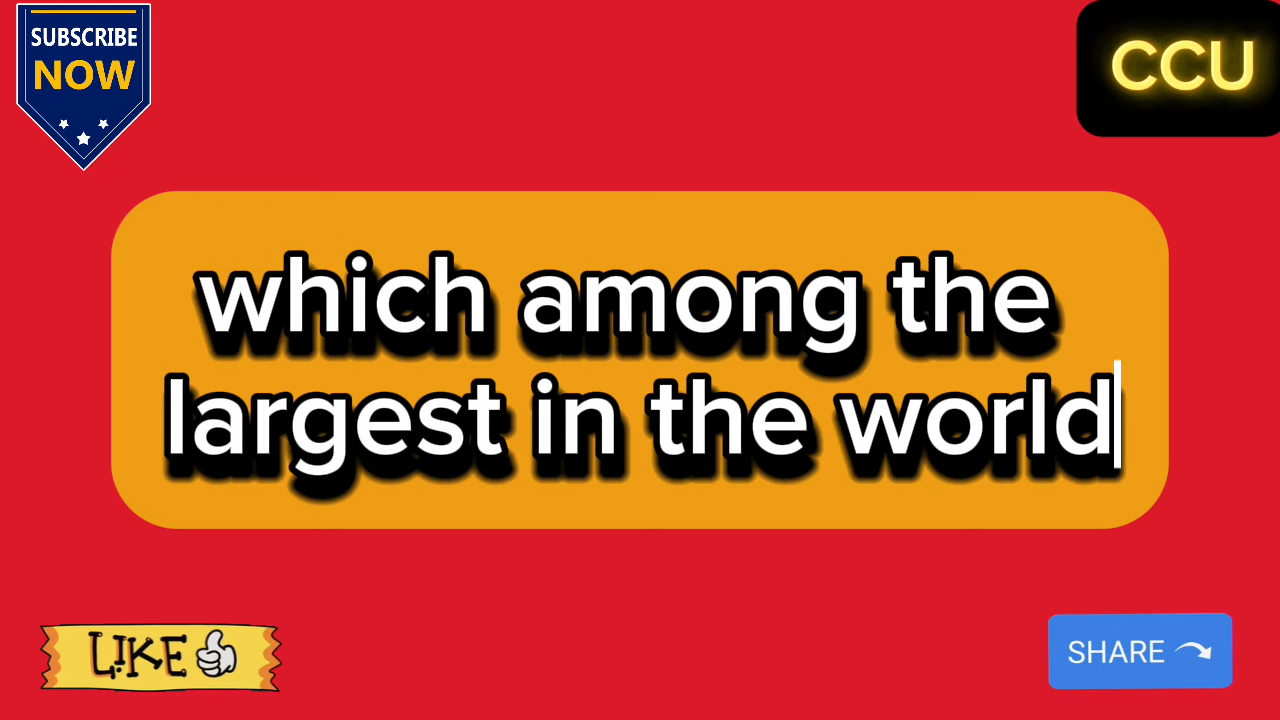 SUBSCRIBE
NOW
CCU
which among the
largest in the world
LIKE
SHARE